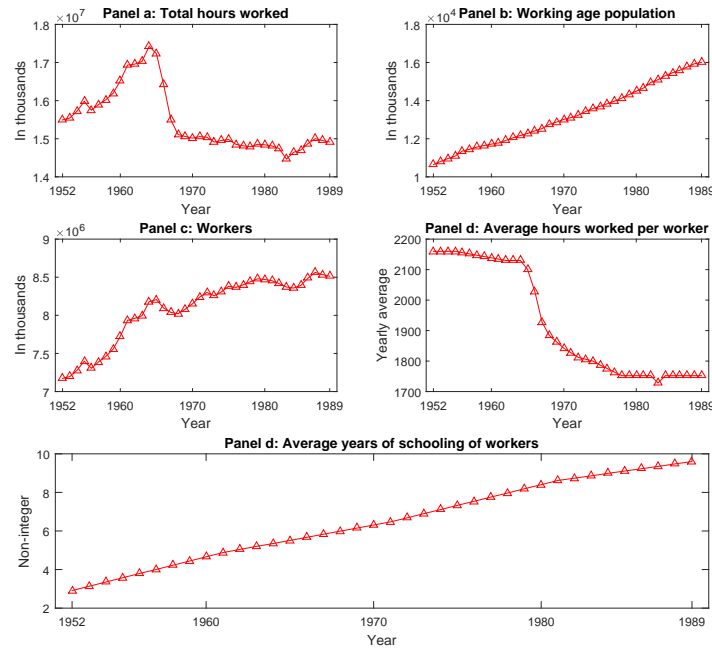 Panel a: Total hours worked
×10^7
1.8
1.7
1.6
1.5
1.4
In thousands
1952 1960 1970 1980 1989
Year
Panel b: Working age population
×10^4
1.8
1.6
1.4
1.2
1
In thousands
1952 1960 1970 1980 1989
Year
Panel c: Workers
×10^6
9
8.5
8
7.5
7
In thousands
1952 1960 1970 1980 1989
Year
Panel d: Average hours worked per worker
2200
2100
2000
1900
1800
1700
Yearly average
1952 1960 1970 1980 1989
Year
Panel d: Average years of schooling of workers
10
8
6
4
2
Non-integer
1952 1960 1970 1980 1989
Year